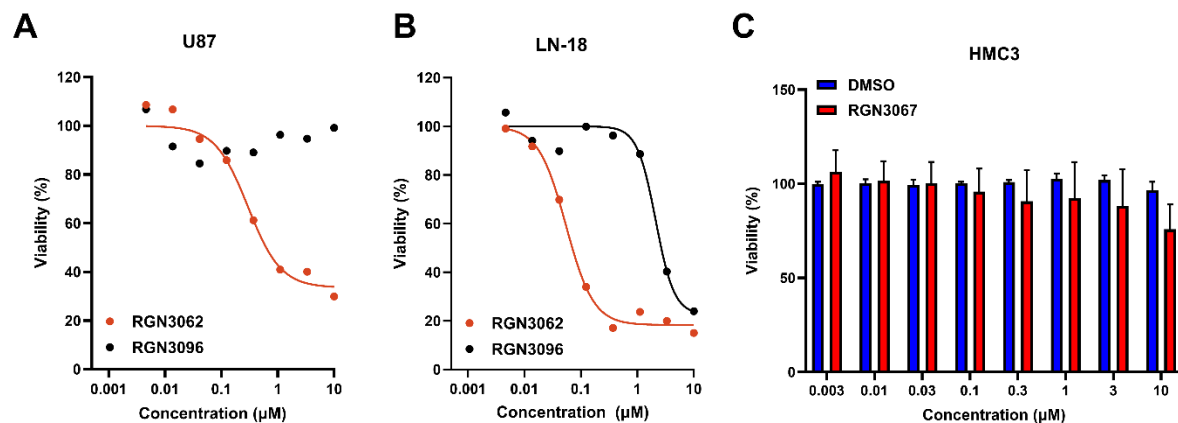 A
U87
120
100
80
60
40
20
0
Viability (%)
RGN3062
RGN3096
0.001 0.01 0.1 1 10
Concentration (µM)
B
LN-18
120
100
80
60
40
20
0
Viability (%)
RGN3062
RGN3096
0.001 0.01 0.1 1 10
Concentration (µM)
C
HMC3
DMSO
RGN3067
150
100
50
0
Viability (%)
0.003 0.01 0.03 0.1 0.3 1 3 10
Concentration (µM)